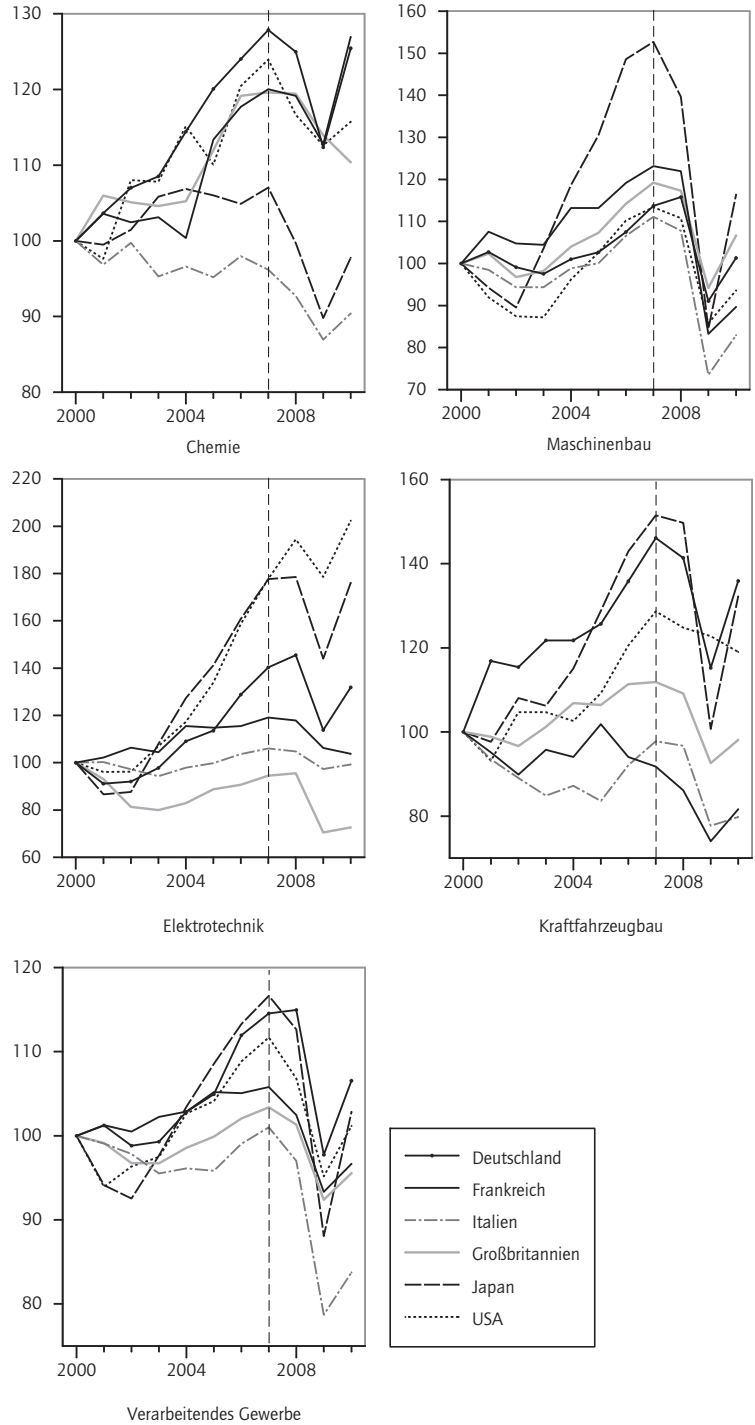 130
120
110
100
90
80
2000 2004 2008
Chemie
160
150
140
130
120
110
100
90
80
70
2000 2004 2008
Maschinenbau
220
200
180
160
140
120
100
80
60
2000 2004 2008
Elektrotechnik
160
140
120
100
80
2000 2004 2008
Kraftfahrzeugbau
120
110
100
90
80
2000 2004 2008
Verarbeitendes Gewerbe
Deutschland
Frankreich
Italien
Großbritannien
Japan
USA